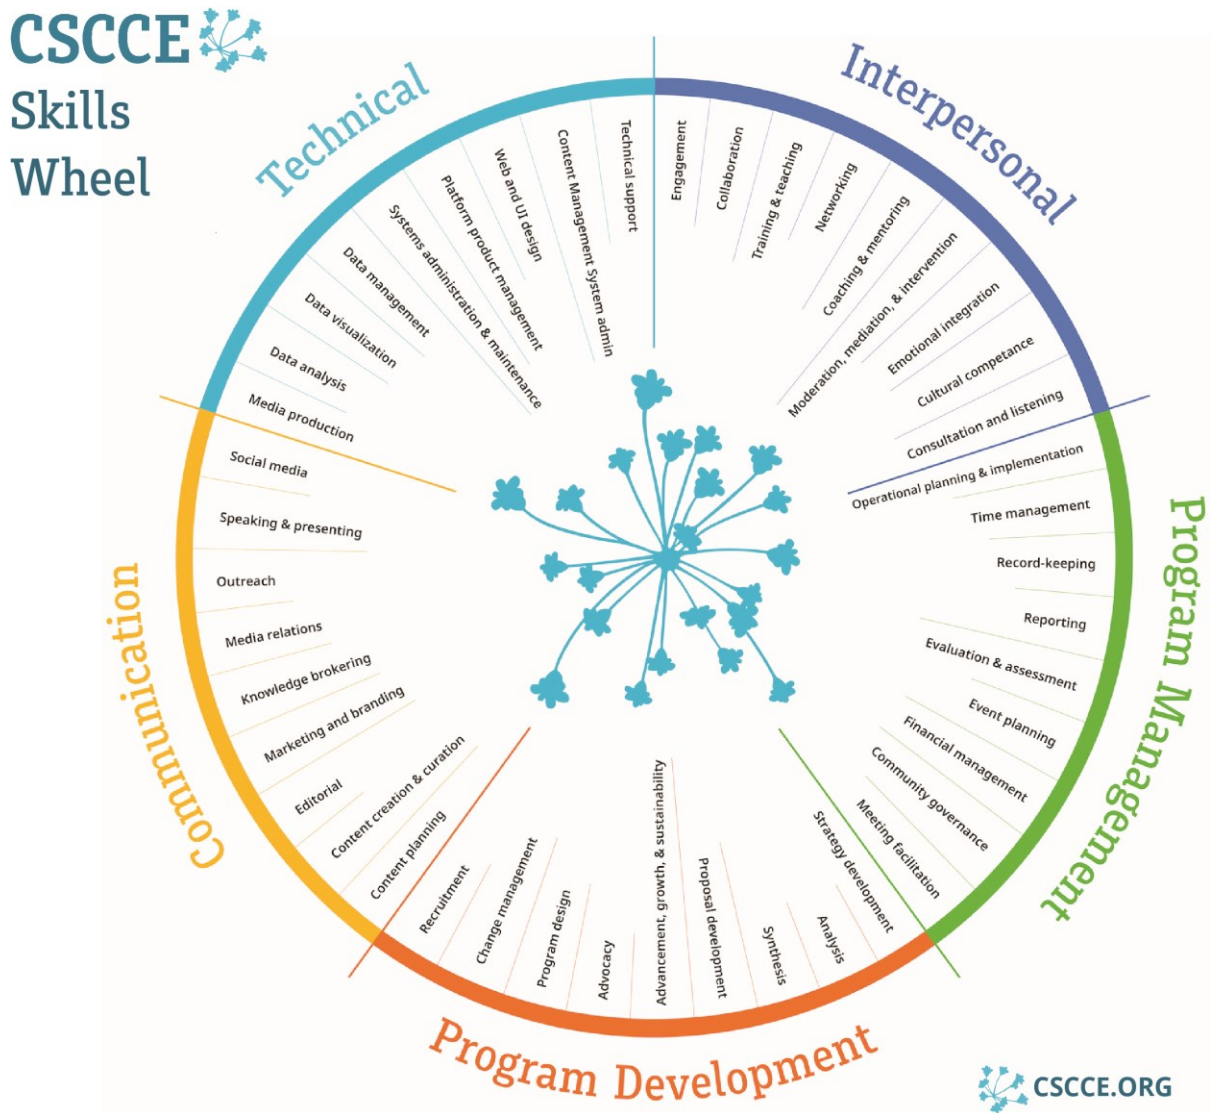 CSCCE
Skills
Wheel
Interpersonal
Engagement
Collaboration
Training & teaching
Networking
Coaching & mentoring
Moderation, mediation, & intervention
Emotional integration
Cultural competance
Consultation and listening
Program Management
Operational planning & implementation
Time management
Record-keeping
Reporting
Evaluation & assessment
Event planning
Financial management
Community governance
Meeting facilitation
Program Development
Strategy development
Analysis
Synthesis
Proposal development
Advancement, growth, & sustainability
Advocacy
Program design
Change management
Recruitment
Communication
Content planning
Content creation & curation
Editorial
Marketing and branding
Knowledge brokering
Media relations
Outreach
Speaking & presenting
Social media
Technical
Media production
Data analysis
Data visualization
Data management
Systems administration & maintenance
Platform product management
Web and UI design
Content Management System admin
Technical support
CSCCE.ORG